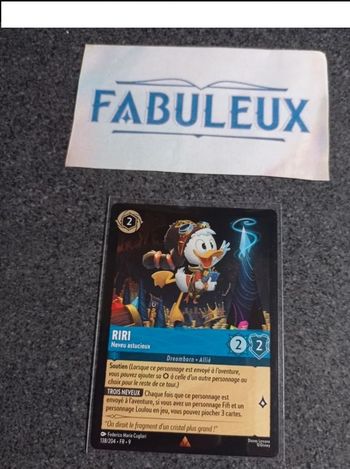 FABULEUX
2
RIRI
Neveu astucieux
2 2
Dreamborn • Allié
Soutien (Lorsque ce personnage est envoyé à l'aventure,
vous pouvez ajouter sa à celle d'un autre personnage au
choix pour le reste de ce tour.)
TROIS NEVEUX Chaque fois que ce personnage est
envoyé à l'aventure, si vous avez un personnage Fifi et un
personnage Loulou en jeu, vous pouvez piocher 3 cartes.
"On dirait le fragment d'un cristal plus grand !"
Federico Maria Cugliari
138/204 • FR • 9
©Disney